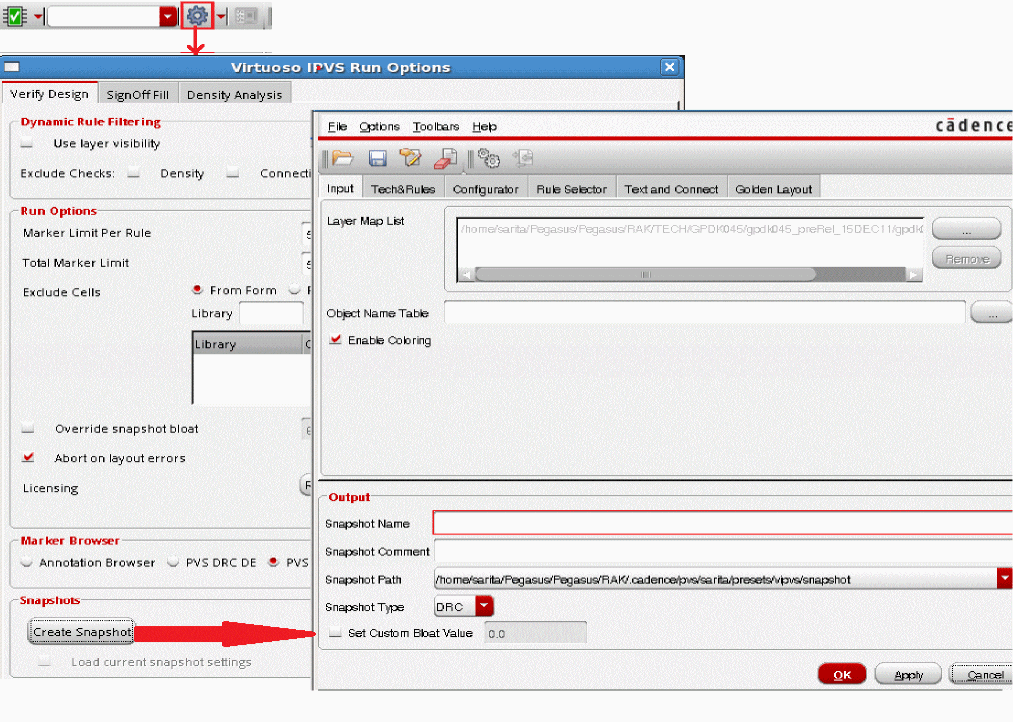 Virtuoso IPVS Run Options
Verify Design SignOff Fill Density Analysis
Dynamic Rule Filtering
Use layer visibility
Exclude Checks: Density Connecti
Run Options
Marker Limit Per Rule
Total Marker Limit
Exclude Cells From Form
Library
Library
Override snapshot bloat
Abort on layout errors
Licensing
Marker Browser
Annotation Browser PVS DRC DE PVS
Snapshots
Create Snapshot
Load current snapshot settings
File Options Toolbars Help
cādence
Input Tech&Rules Configurator Rule Selector Text and Connect Golden Layout
Layer Map List
/home/sarita/Pegasus/Pegasus/RAK/TECH/GPDK045/gpdk045_preRel_15DEC11/gpdk0
...
Remove
Object Name Table
...
Enable Coloring
Output
Snapshot Name
Snapshot Comment
Snapshot Path /home/sarita/Pegasus/Pegasus/RAK/.cadence/pvs/sarita/presets/vipvs/snapshot
Snapshot Type DRC
Set Custom Bloat Value 0.0
OK Apply Cancel